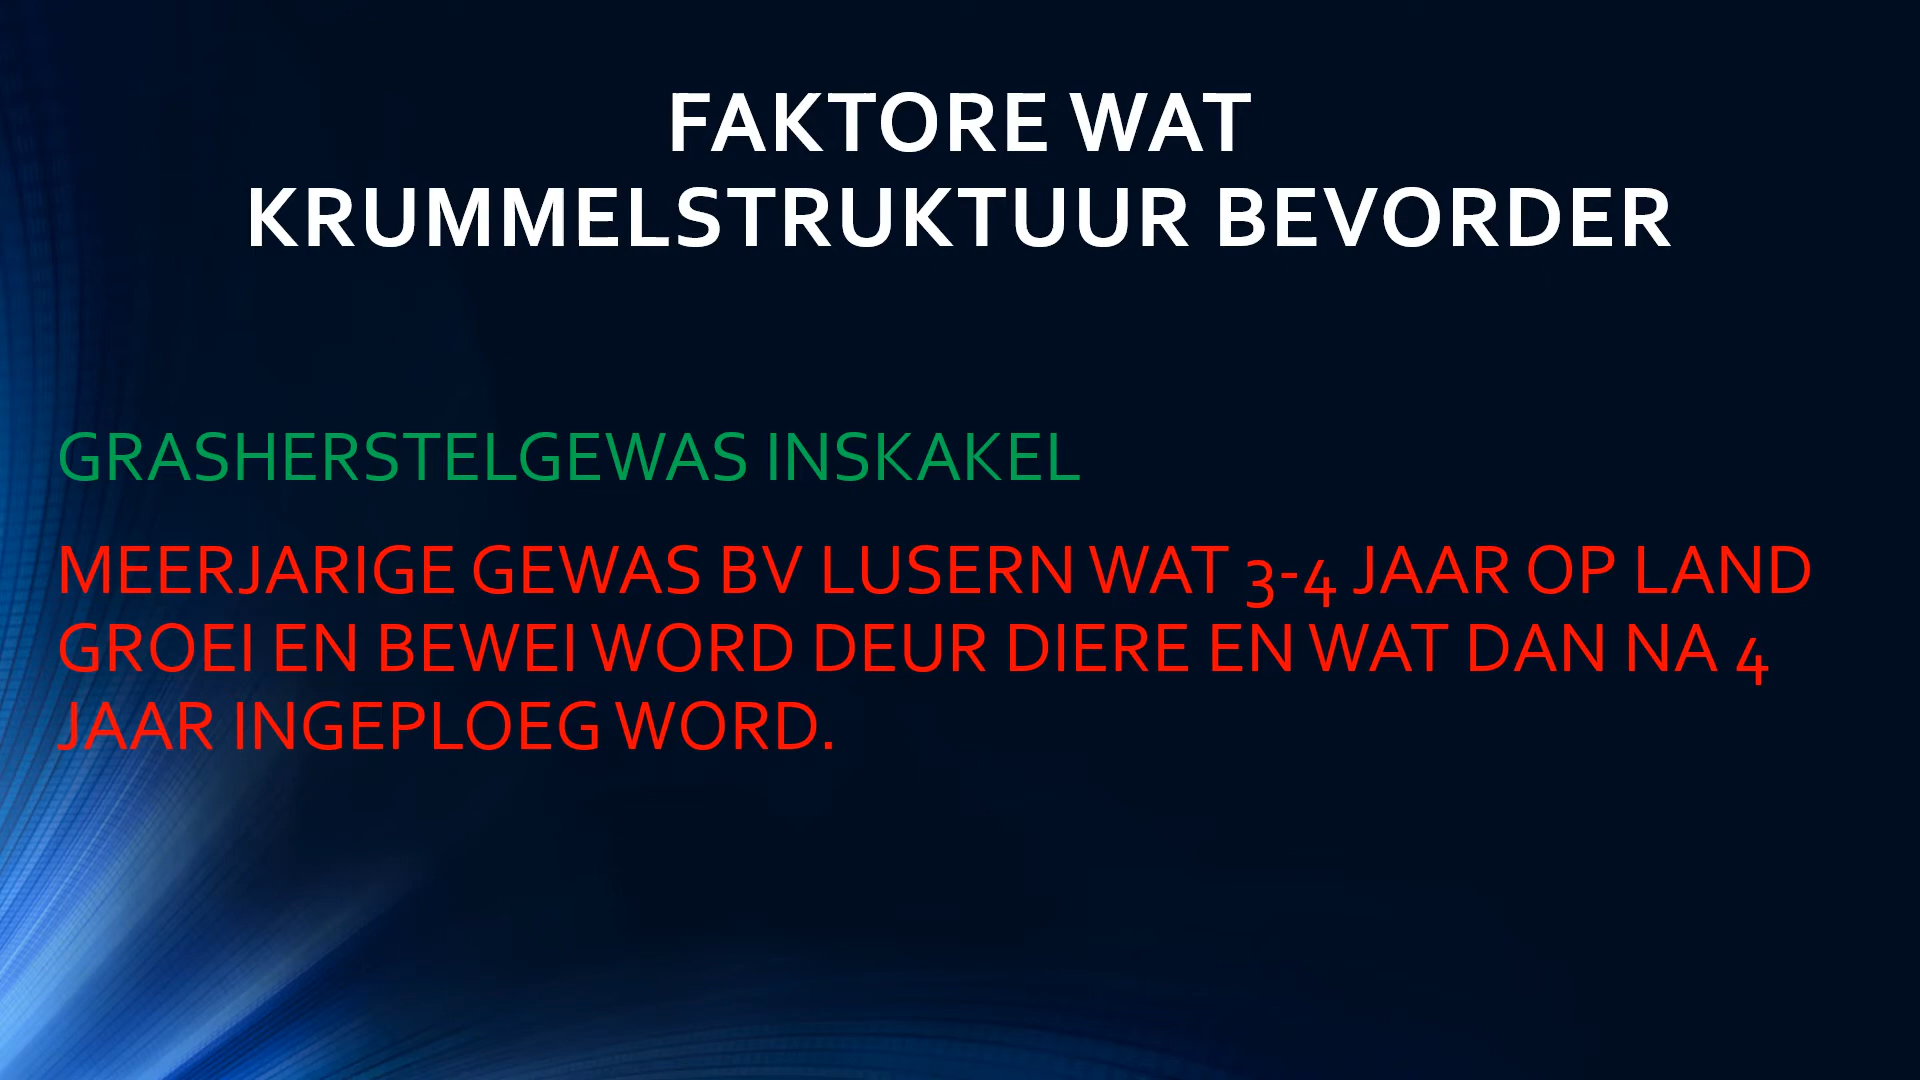 FAKTORE WAT
KRUMMELSTRUKTUUR BEVORDER
GRASHERSTELGEWAS INSKAKEL
MEERJARIGE GEWAS BV LUSERN WAT 3-4 JAAR OP LAND
GROEI EN BEWEI WORD DEUR DIERE EN WAT DAN NA 4
JAAR INGEPLOEG WORD.